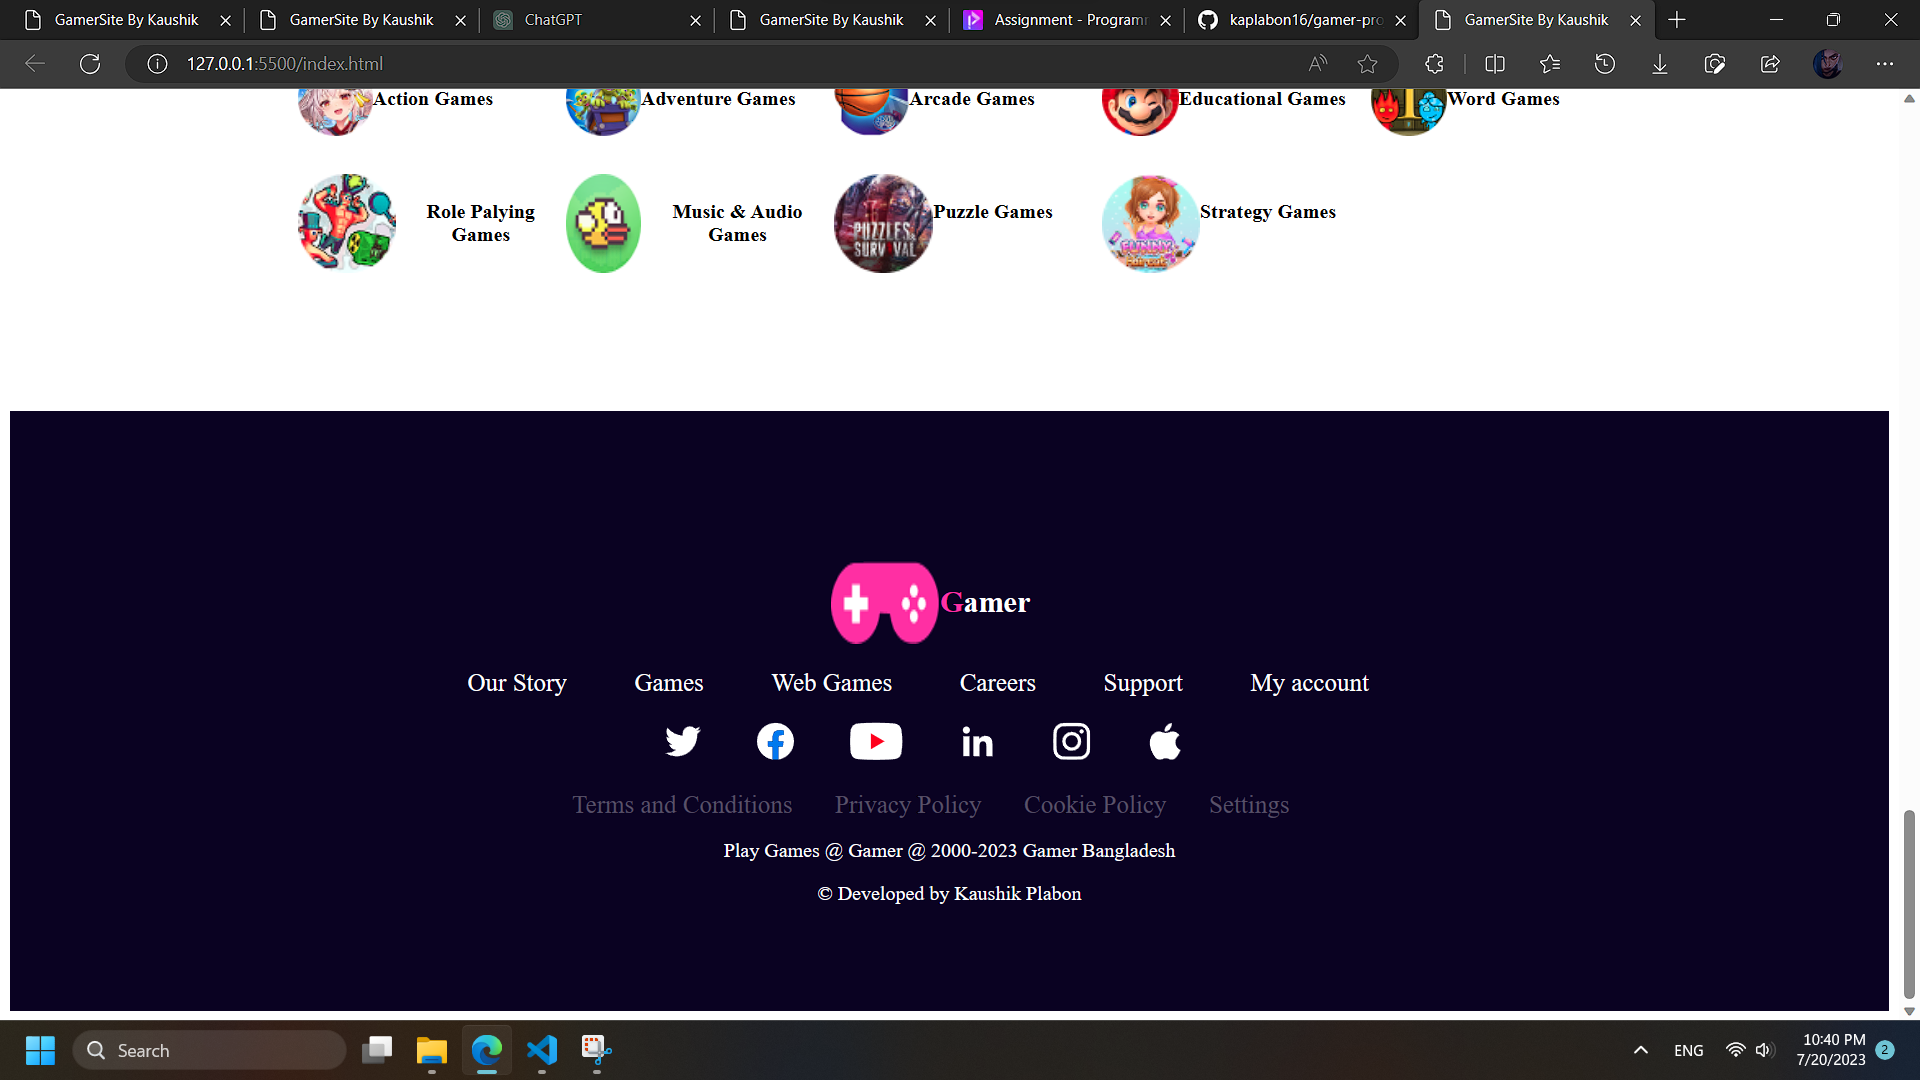 GamerSite By Kaushik
GamerSite By Kaushik
ChatGPT
GamerSite By Kaushik
Assignment - Program
kaplabon16/gamer-pro
GamerSite By Kaushik
127.0.0.1:5500/index.html
Action Games
Adventure Games
Arcade Games
Educational Games
Word Games
Role Palying
Games
Music & Audio
Games
PUZZLES&
SURVIVAL
Puzzle Games
Strategy Games
Gamer
Our Story Games Web Games Careers Support My account
in
Terms and Conditions Privacy Policy Cookie Policy Settings
Play Games @ Gamer @ 2000-2023 Gamer Bangladesh
© Developed by Kaushik Plabon
Search
ENG
10:40 PM
7/20/2023
2